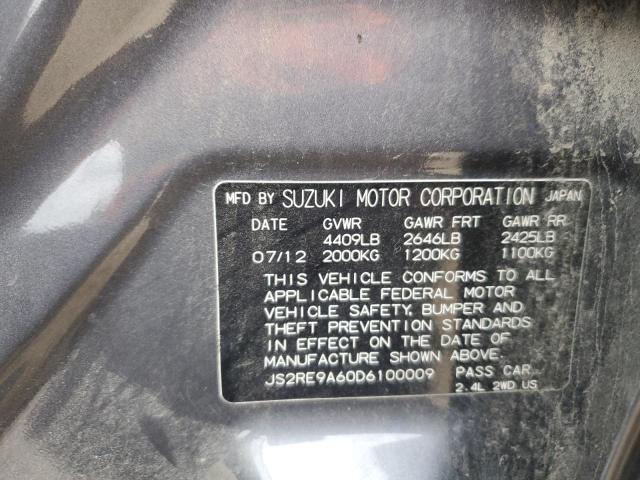 MFD BY SUZUKI MOTOR CORPORATION JAPAN
DATE GVWR GAWR FRT GAWR RR
4409LB 2646LB 2425LB
07/12 2000KG 1200KG 1100KG
THIS VEHICLE CONFORMS TO ALL
APPLICABLE FEDERAL MOTOR
VEHICLE SAFETY, BUMPER AND
THEFT PREVENTION STANDARDS
IN EFFECT ON THE DATE OF
MANUFACTURE SHOWN ABOVE.
JS2RE9A60D6100009 PASS CAR
2.4L 2WD US